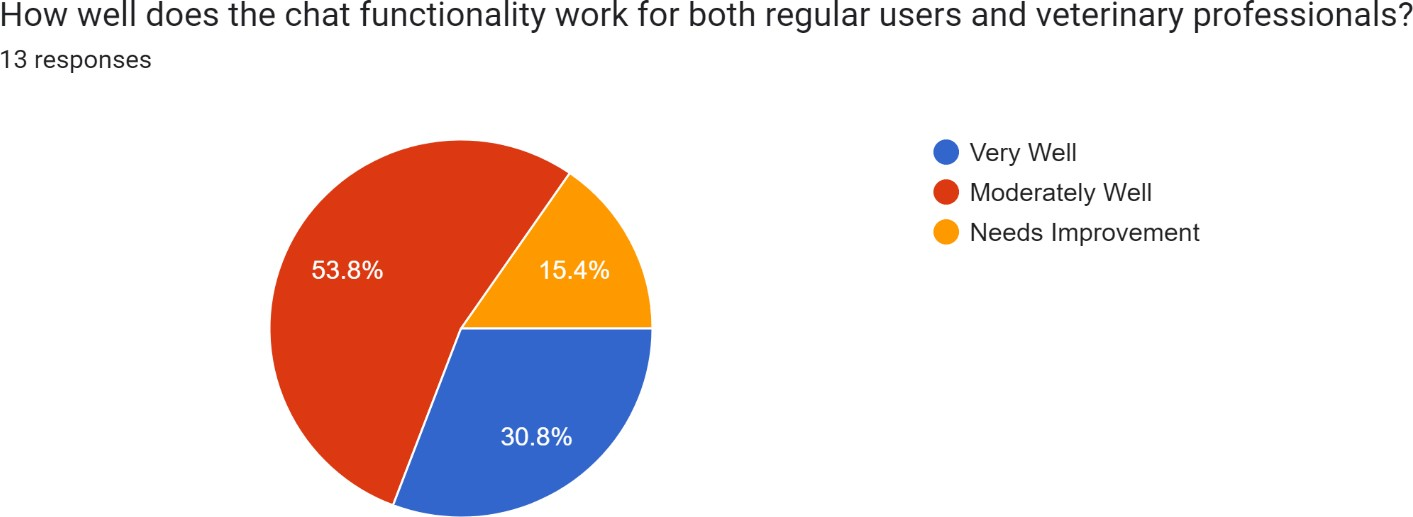 How well does the chat functionality work for both regular users and veterinary professionals?
13 responses
Very Well
Moderately Well
Needs Improvement
53.8%
15.4%
30.8%